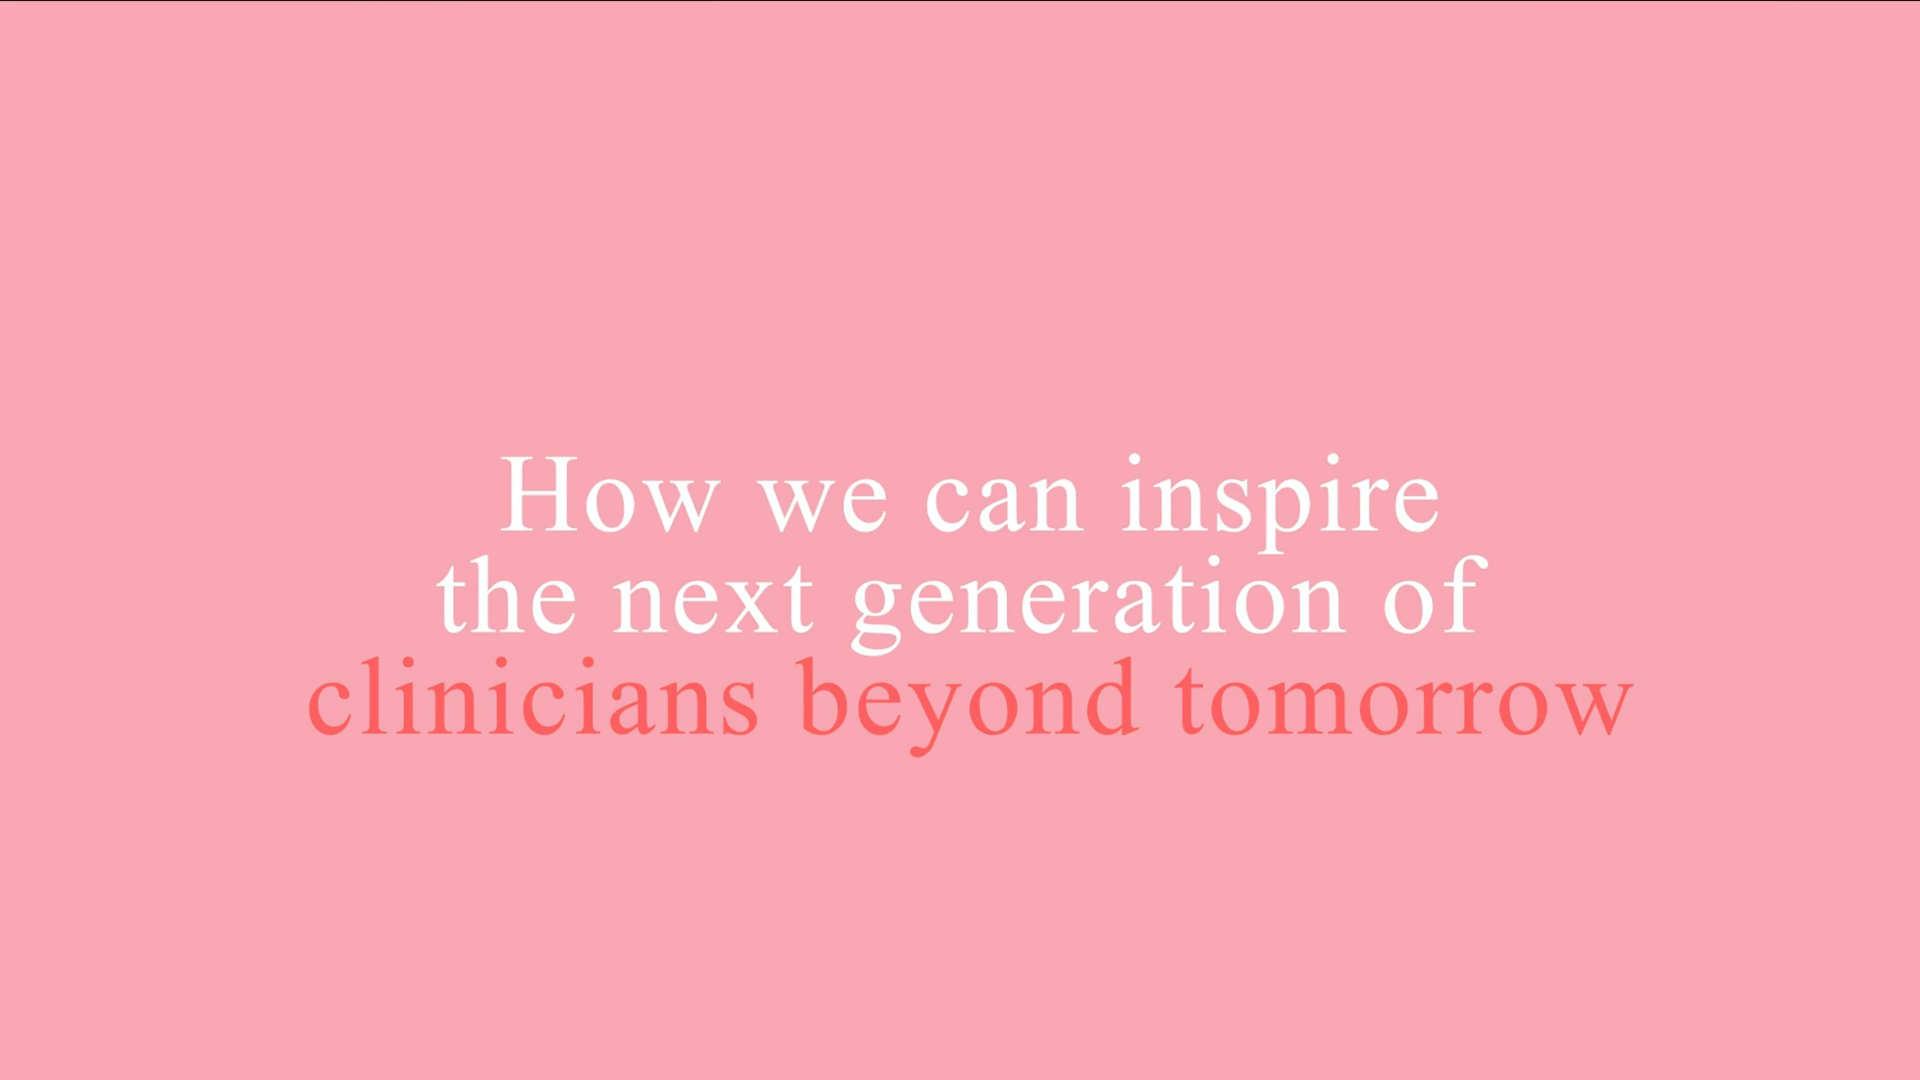 How we can inspire
the next generation of
clinicians beyond tomorrow